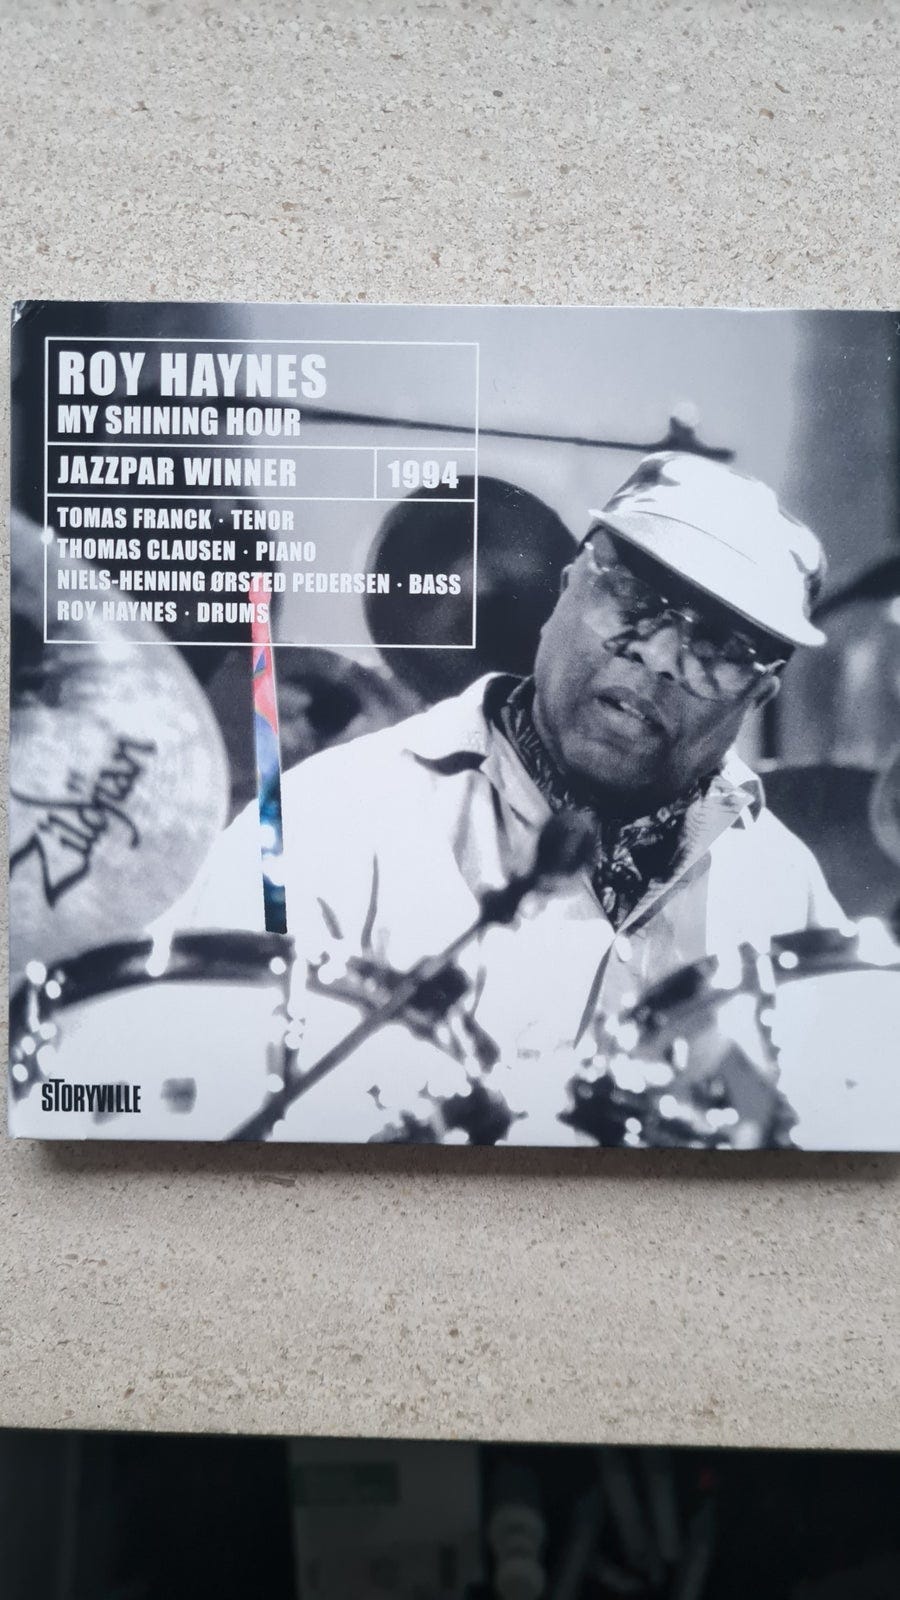 ROY HAYNES
MY SHINING HOUR
JAZZPAR WINNER 1994
TOMAS FRANCK · TENOR
THOMAS CLAUSEN · PIANO
NIELS-HENNING ØRSTED PEDERSEN · BASS
ROY HAYNES · DRUMS
Zildjian
STORYVILLE